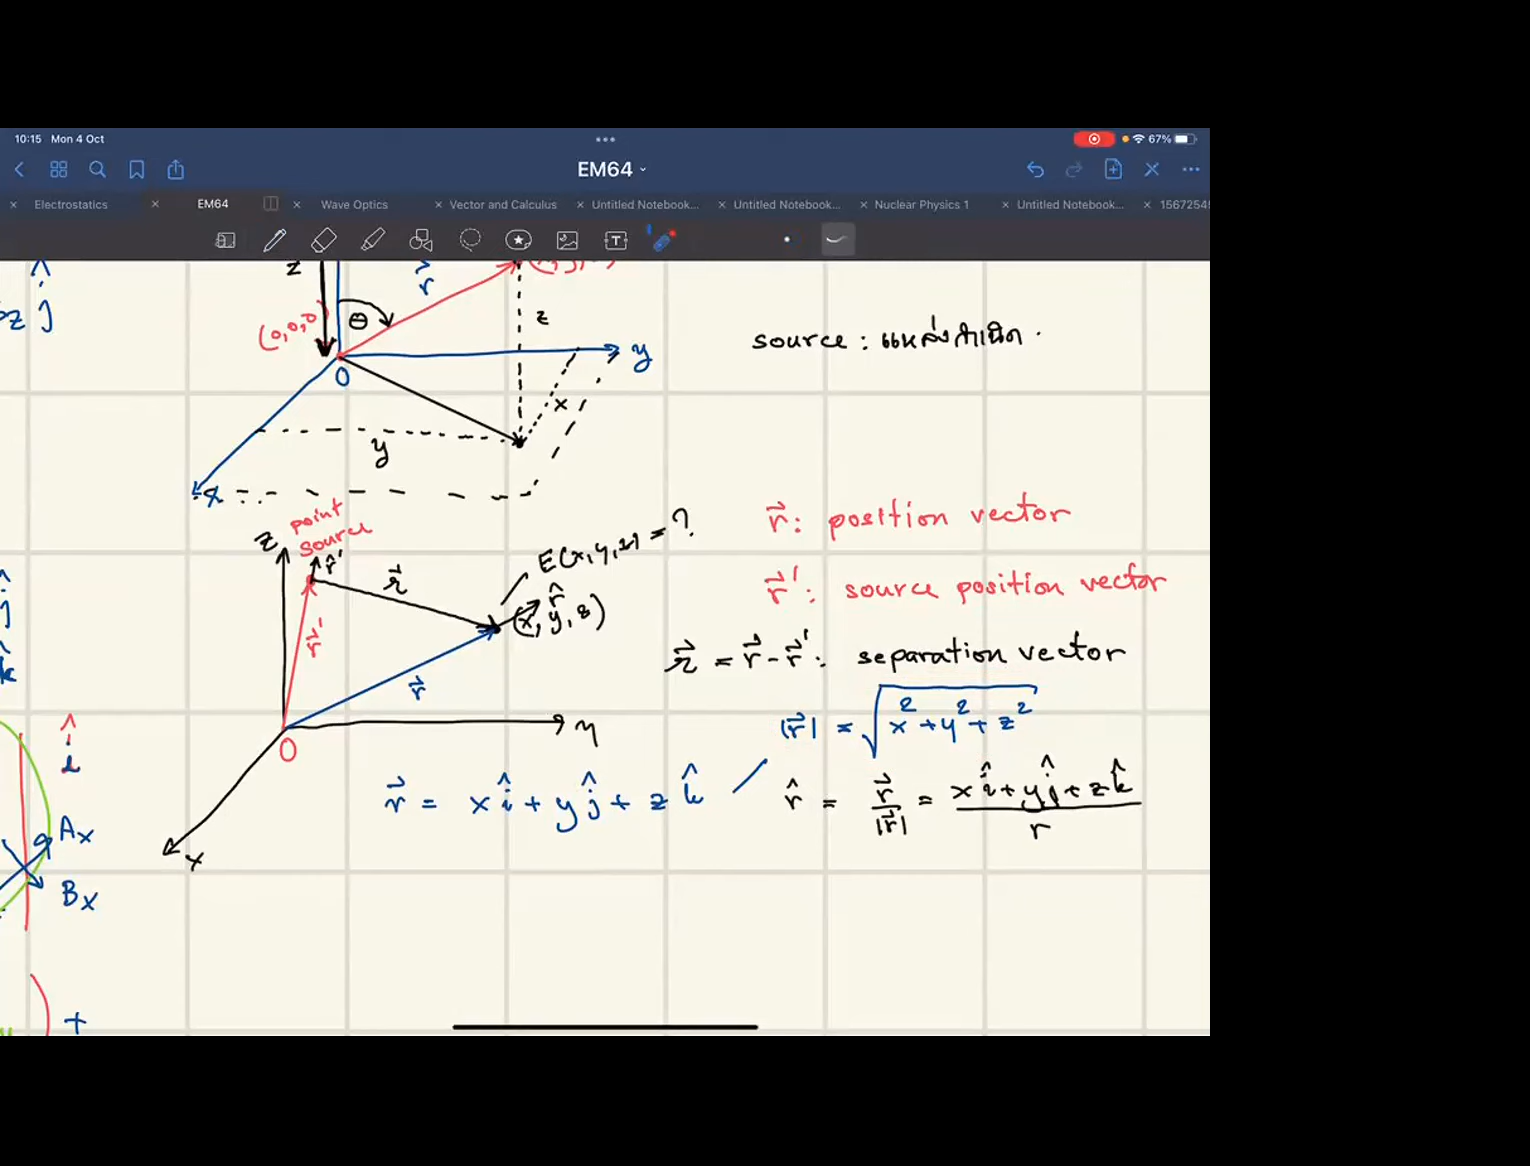 10:15 Mon 4 Oct
67%
EM64
Electrostatics
EM64
Wave Optics
Vector and Calculus
Untitled Notebook...
Untitled Notebook...
Nuclear Physics 1
Untitled Notebook...
1567254
z
r⃗
(0,0,0)
θ
z
y
O
x
y
x
z ĵ
source : แหล่งกำเนิด
point
source
z
r̂'
r⃗
E(x,y,z) = ?
r̂
(x, y, z)
r⃗'
r⃗
y
O
x
r⃗ : position vector
r⃗' : source position vector
r⃗ = r⃗ - r⃗' : separation vector
|r⃗| = √(x² + y² + z²)
r⃗ = x î + y ĵ + z k̂
r̂ = r⃗/|r⃗| = (x î + y ĵ + z k̂)/r
ĵ
k̂
î
Ax
Bx
+